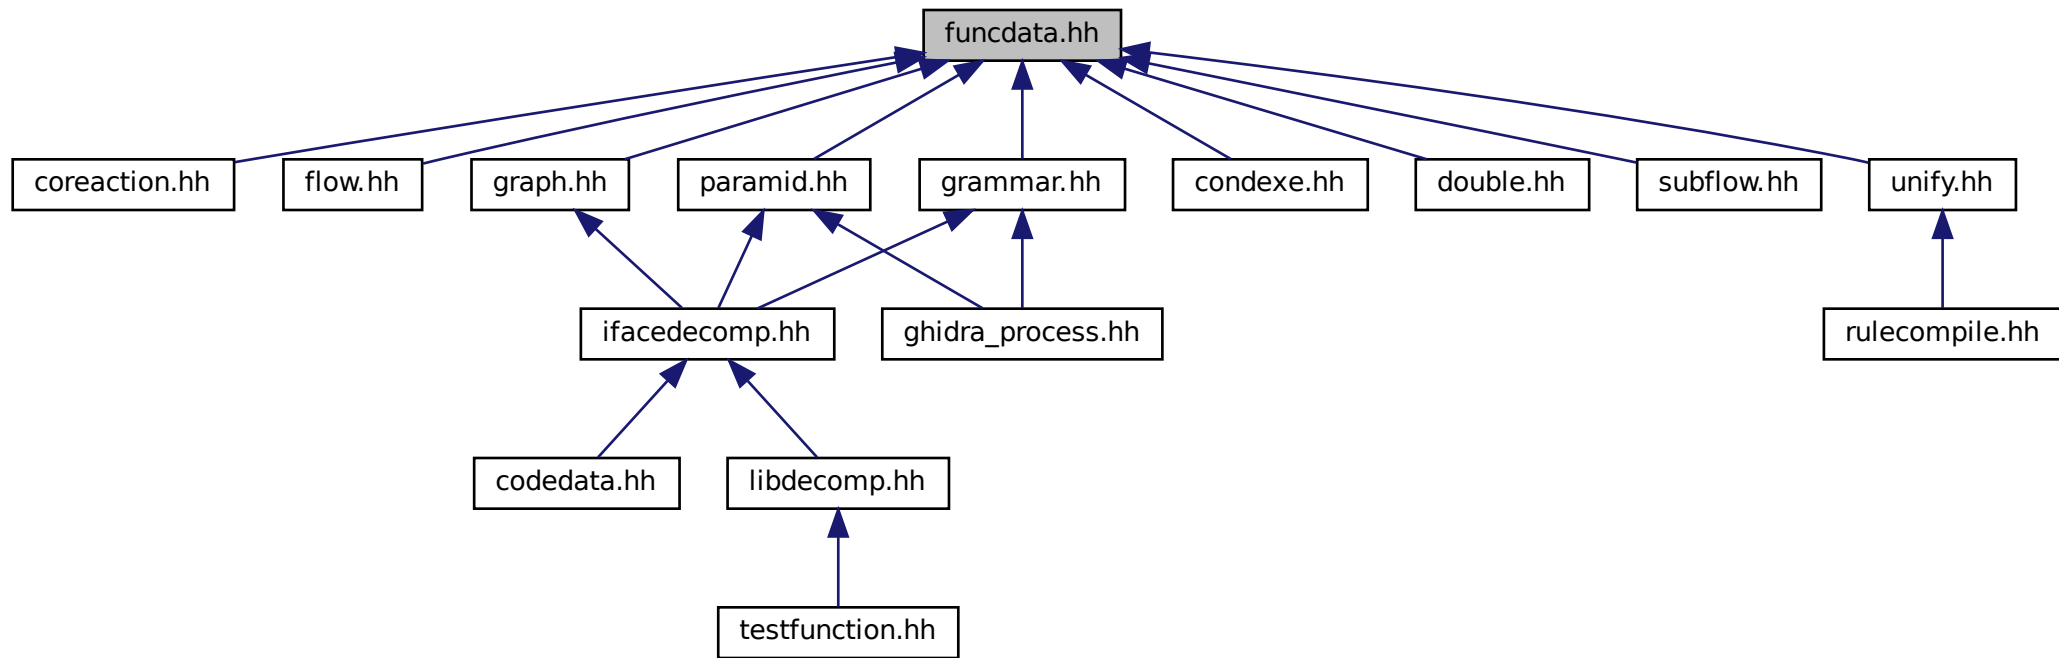 funcdata.hh
coreaction.hh
flow.hh
graph.hh
paramid.hh
grammar.hh
condexe.hh
double.hh
subflow.hh
unify.hh
ifacedecomp.hh
ghidra_process.hh
rulecompile.hh
codedata.hh
libdecomp.hh
testfunction.hh